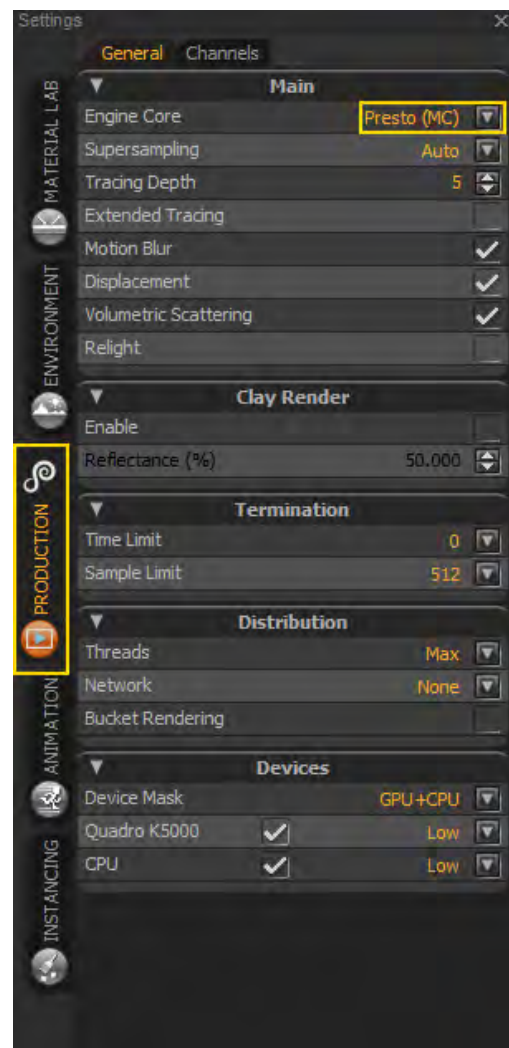 Settings
General Channels
Main
Engine Core Presto (MC)
Supersampling Auto
Tracing Depth 5
Extended Tracing
Motion Blur
Displacement
Volumetric Scattering
Relight
Clay Render
Enable
Reflectance (%) 50.000
Termination
Time Limit 0
Sample Limit 512
Distribution
Threads Max
Network None
Bucket Rendering
Devices
Device Mask GPU+CPU
Quadro K5000 Low
CPU Low
MATERIAL LAB
ENVIRONMENT
PRODUCTION
ANIMATION
INSTANCING